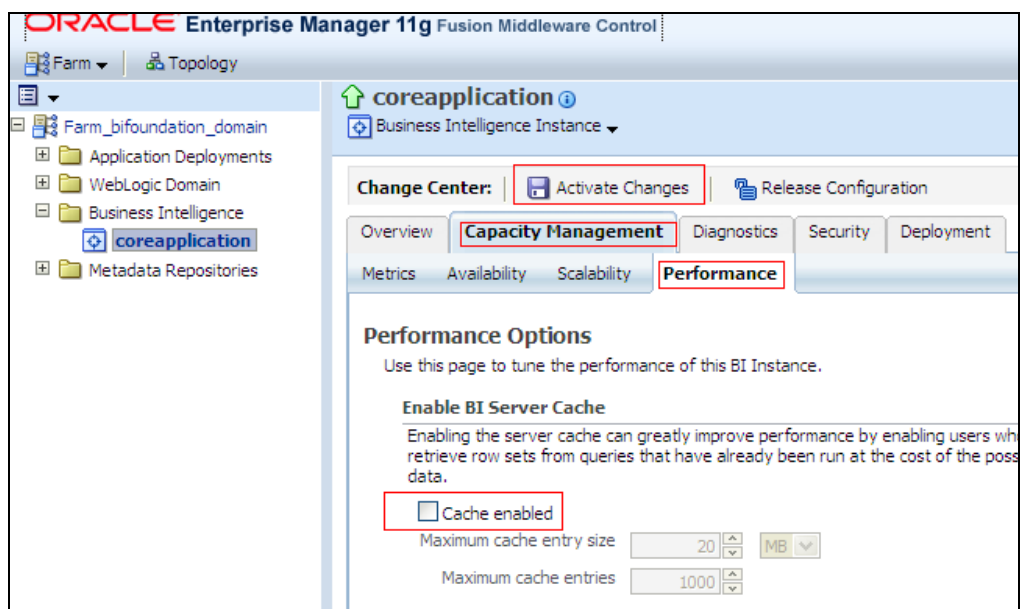 ORACLE Enterprise Manager 11g Fusion Middleware Control
Farm
Topology
Farm_bifoundation_domain
Application Deployments
WebLogic Domain
Business Intelligence
coreapplication
Metadata Repositories
coreapplication
Business Intelligence Instance
Change Center: Activate Changes Release Configuration
Overview Capacity Management Diagnostics Security Deployment
Metrics Availability Scalability Performance
Performance Options
Use this page to tune the performance of this BI Instance.
Enable BI Server Cache
Enabling the server cache can greatly improve performance by enabling users wh
retrieve row sets from queries that have already been run at the cost of the poss
data.
Cache enabled
Maximum cache entry size 20 MB
Maximum cache entries 1000